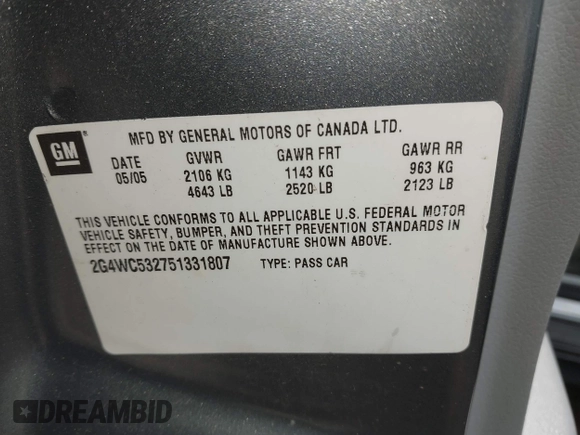 GM
MFD BY GENERAL MOTORS OF CANADA LTD.
DATE GVWR GAWR FRT GAWR RR
05/05 2106 KG 1143 KG 963 KG
4643 LB 2520 LB 2123 LB
THIS VEHICLE CONFORMS TO ALL APPLICABLE U.S. FEDERAL MOTOR
VEHICLE SAFETY, BUMPER, AND THEFT PREVENTION STANDARDS IN
EFFECT ON THE DATE OF MANUFACTURE SHOWN ABOVE.
2G4WC532751331807 TYPE: PASS CAR
DREAMBID